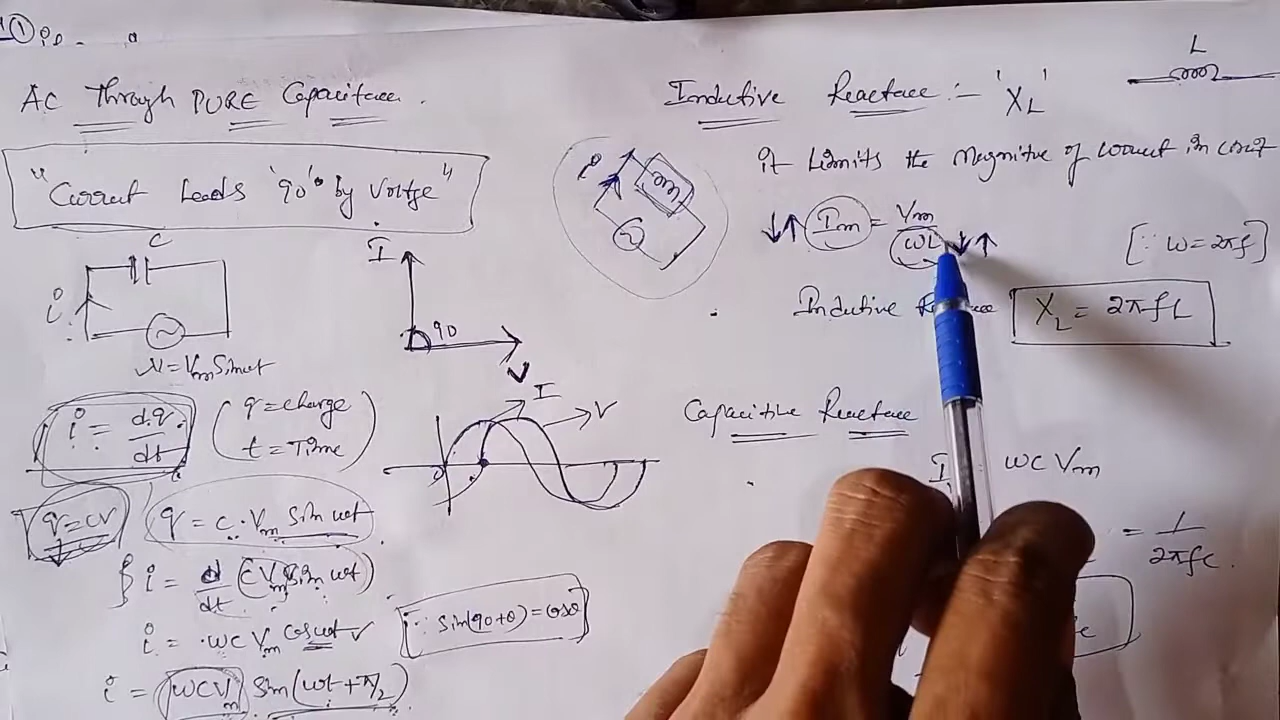 AC Through PURE Capacitance.
"Current Leads '90'° by Voltage"
C
i
v = Vm Sinωt
I
90
V
i = dq/dt
( q = charge
t = Time )
I
V
0
q = CV
q = C . Vm Sin ωt
i = d/dt (CVm Sin ωt)
i = ωC Vm Cosωt
∵ Sin(90+θ) = Cosθ
i = ωCVm Sin(ωt + π/2)
Inductive Reactance :- 'XL'
L
it Limits the Magnitude of current in circuit
i
↓↑ Im = Vm/ωL ↓↑
[∵ ω = 2πf]
Inductive
XL = 2πfL
Capacitive Reactance
I ωC Vm
= 1/2πfC.